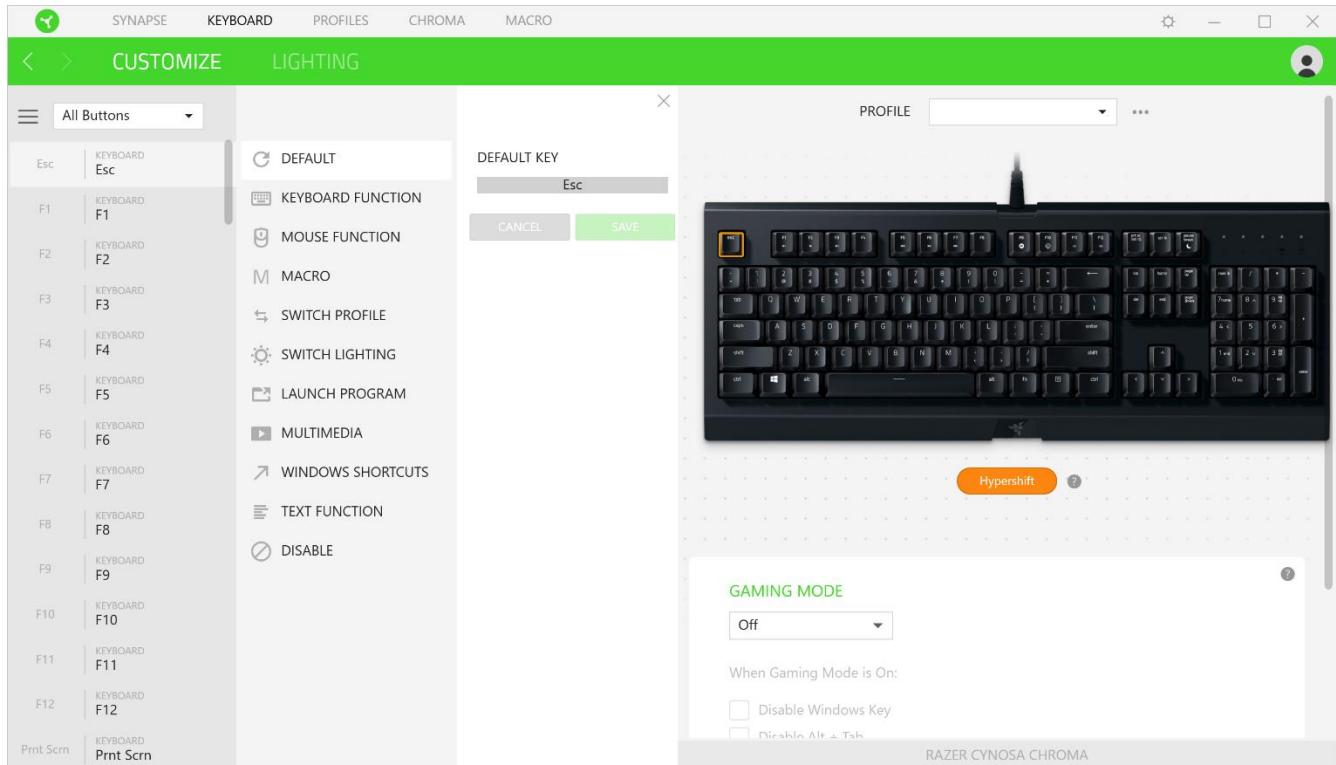 SYNAPSE KEYBOARD PROFILES CHROMA MACRO
CUSTOMIZE LIGHTING
All Buttons
Esc KEYBOARD Esc
F1 KEYBOARD F1
F2 KEYBOARD F2
F3 KEYBOARD F3
F4 KEYBOARD F4
F5 KEYBOARD F5
F6 KEYBOARD F6
F7 KEYBOARD F7
F8 KEYBOARD F8
F9 KEYBOARD F9
F10 KEYBOARD F10
F11 KEYBOARD F11
F12 KEYBOARD F12
Prnt Scrn KEYBOARD Prnt Scrn
DEFAULT
KEYBOARD FUNCTION
MOUSE FUNCTION
M MACRO
SWITCH PROFILE
SWITCH LIGHTING
LAUNCH PROGRAM
MULTIMEDIA
WINDOWS SHORTCUTS
TEXT FUNCTION
DISABLE
DEFAULT KEY
Esc
CANCEL SAVE
PROFILE
Q W E R T Y U I O P
A S D F G H J K L
Z X C V B N M
Hypershift ?
?
GAMING MODE
Off
When Gaming Mode is On:
Disable Windows Key
Disable Alt + Tab
RAZER CYNOSA CHROMA